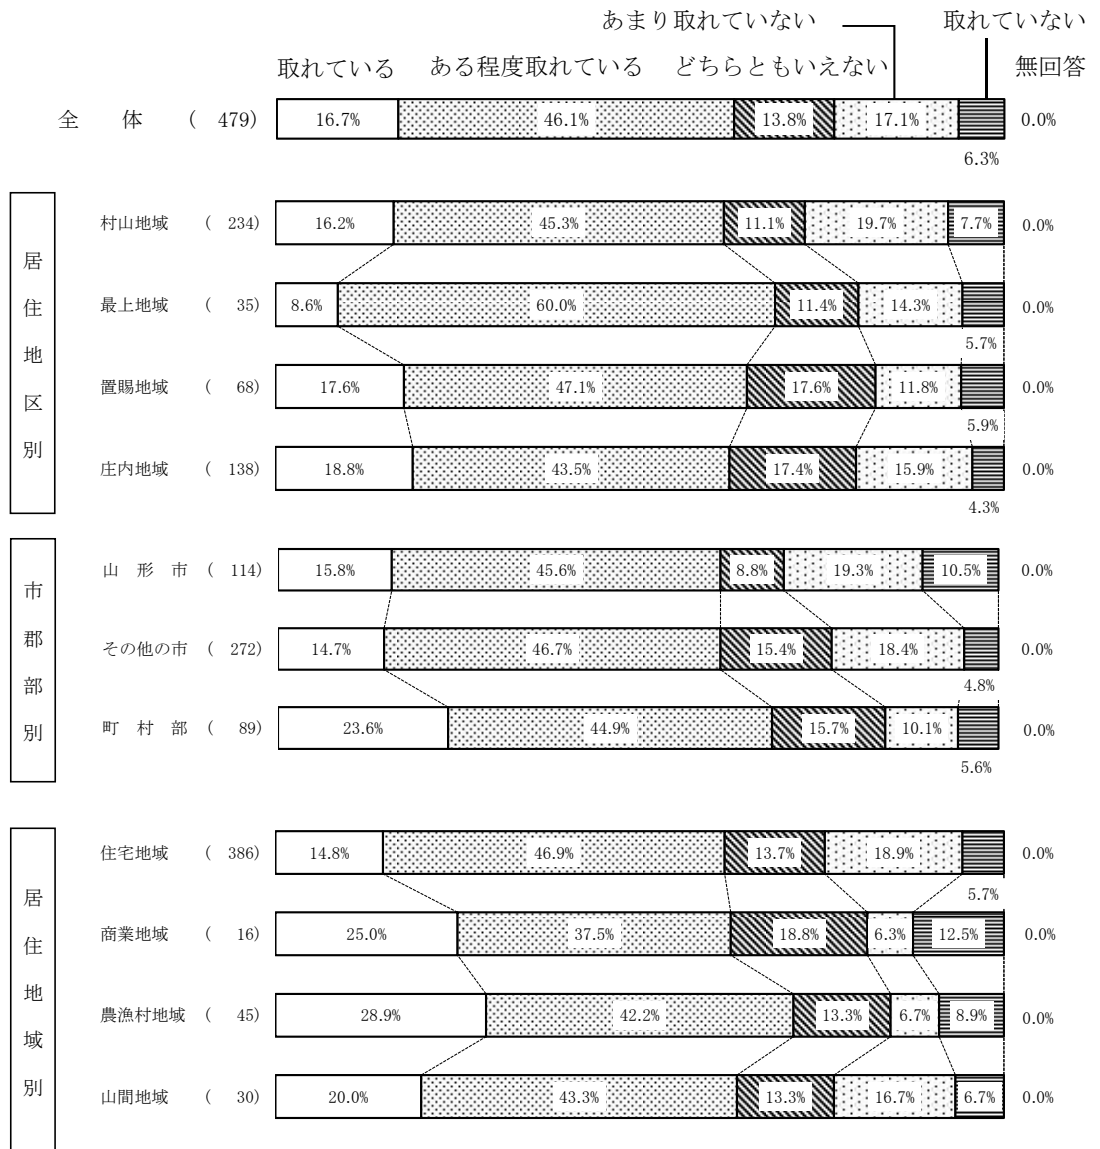 あまり取れていない 取れていない
取れている ある程度取れている どちらともいえない 無回答
全 体 ( 479) 16.7% 46.1% 13.8% 17.1% 0.0%
6.3%
居住地区別
村山地域 ( 234) 16.2% 45.3% 11.1% 19.7% 7.7% 0.0%
最上地域 ( 35) 8.6% 60.0% 11.4% 14.3% 0.0%
5.7%
置賜地域 ( 68) 17.6% 47.1% 17.6% 11.8% 0.0%
5.9%
庄内地域 ( 138) 18.8% 43.5% 17.4% 15.9% 0.0%
4.3%
市郡部別
山 形 市 ( 114) 15.8% 45.6% 8.8% 19.3% 10.5% 0.0%
その他の市 ( 272) 14.7% 46.7% 15.4% 18.4% 0.0%
4.8%
町 村 部 ( 89) 23.6% 44.9% 15.7% 10.1% 0.0%
5.6%
居住地域別
住宅地域 ( 386) 14.8% 46.9% 13.7% 18.9% 0.0%
5.7%
商業地域 ( 16) 25.0% 37.5% 18.8% 6.3% 12.5% 0.0%
農漁村地域 ( 45) 28.9% 42.2% 13.3% 6.7% 8.9% 0.0%
山間地域 ( 30) 20.0% 43.3% 13.3% 16.7% 6.7% 0.0%